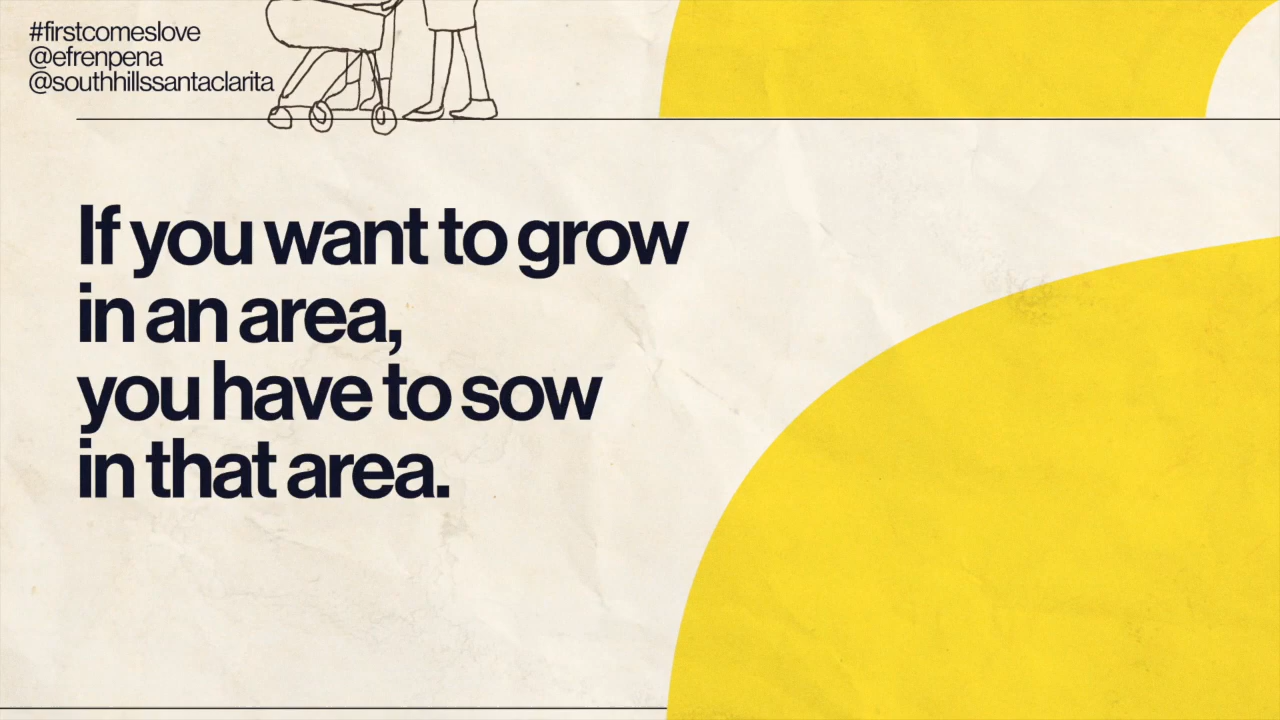 #firstcomeslove
@efrenpena
@southhillssantaclarita
If you want to grow
in an area,
you have to sow
in that area.